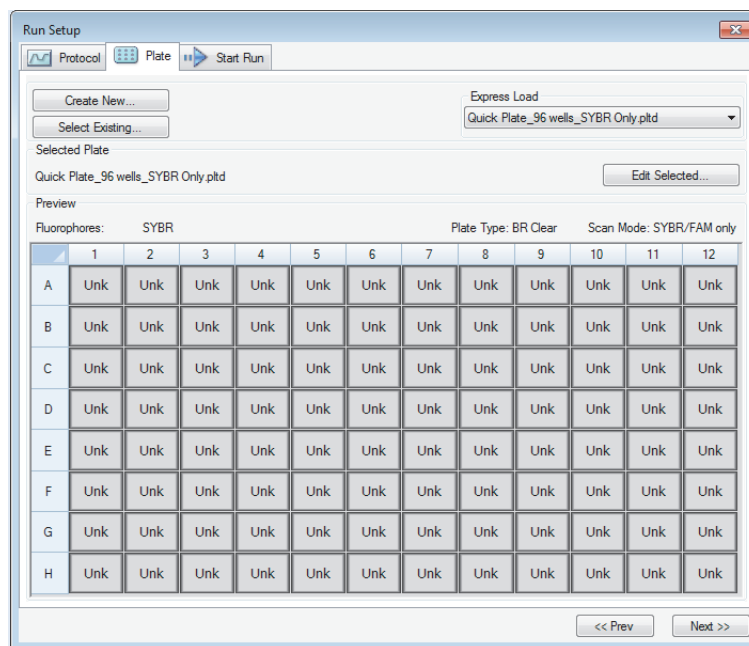 Run Setup
Protocol Plate Start Run
Create New...
Select Existing...
Express Load
Quick Plate_96 wells_SYBR Only.pltd
Selected Plate
Quick Plate_96 wells_SYBR Only.pltd
Edit Selected...
Preview
Fluorophores: SYBR Plate Type: BR Clear Scan Mode: SYBR/FAM only
1 2 3 4 5 6 7 8 9 10 11 12
A Unk Unk Unk Unk Unk Unk Unk Unk Unk Unk Unk Unk
B Unk Unk Unk Unk Unk Unk Unk Unk Unk Unk Unk Unk
C Unk Unk Unk Unk Unk Unk Unk Unk Unk Unk Unk Unk
D Unk Unk Unk Unk Unk Unk Unk Unk Unk Unk Unk Unk
E Unk Unk Unk Unk Unk Unk Unk Unk Unk Unk Unk Unk
F Unk Unk Unk Unk Unk Unk Unk Unk Unk Unk Unk Unk
G Unk Unk Unk Unk Unk Unk Unk Unk Unk Unk Unk Unk
H Unk Unk Unk Unk Unk Unk Unk Unk Unk Unk Unk Unk
<< Prev Next >>